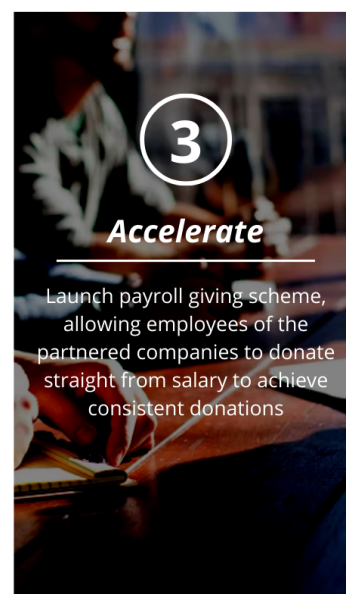 3
Accelerate
Launch payroll giving scheme,
allowing employees of the
partnered companies to donate
straight from salary to achieve
consistent donations